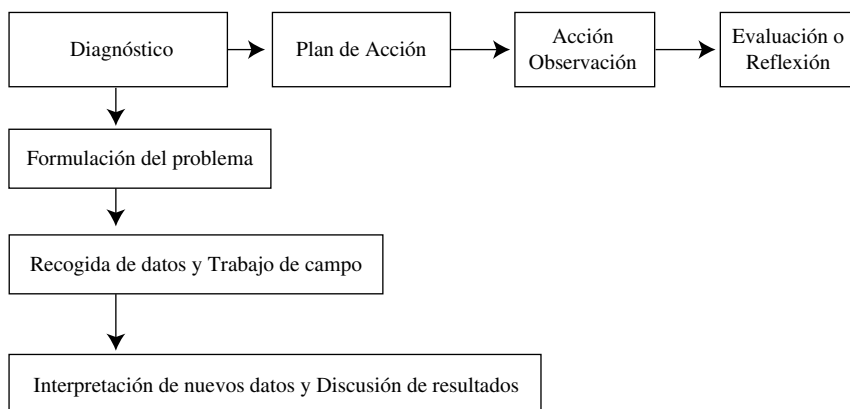 Diagnóstico
Plan de Acción
Acción
Observación
Evaluación o
Reflexión
Formulación del problema
Recogida de datos y Trabajo de campo
Interpretación de nuevos datos y Discusión de resultados